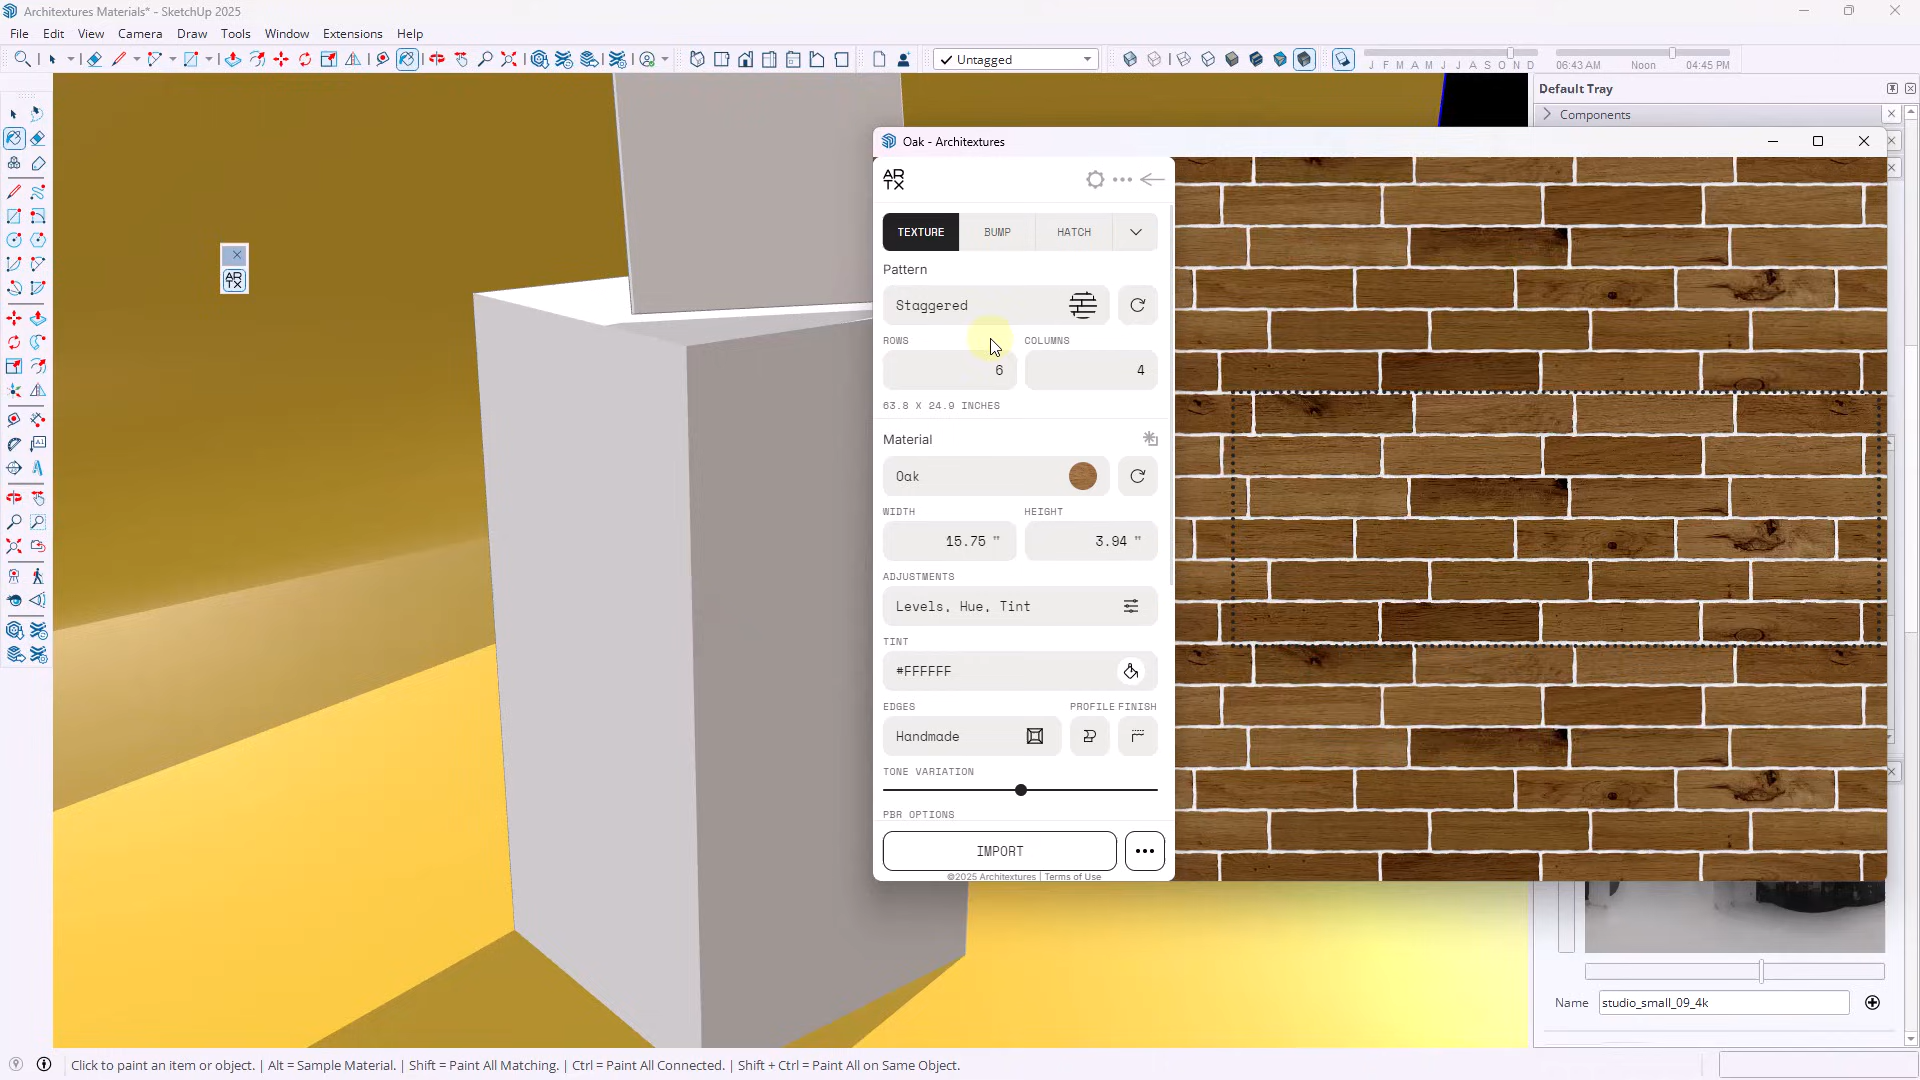 Architextures Materials* - SketchUp 2025
File Edit View Camera Draw Tools Window Extensions Help
Untagged
J F M A M J J A S O N D
06:43 AM Noon 04:45 PM
Default Tray
Components
Oak - Architextures
AR
TX
TEXTURE BUMP HATCH
Pattern
Staggered
ROWS COLUMNS
6 4
63.8 X 24.9 INCHES
Material
Oak
WIDTH HEIGHT
15.75 " 3.94 "
ADJUSTMENTS
Levels, Hue, Tint
TINT
#FFFFFF
EDGES PROFILE FINISH
Handmade
TONE VARIATION
PBR OPTIONS
IMPORT
©2025 Architextures | Terms of Use
AR
TX
Name studio_small_09_4k
Click to paint an item or object. | Alt = Sample Material. | Shift = Paint All Matching. | Ctrl = Paint All Connected. | Shift + Ctrl = Paint All on Same Object.